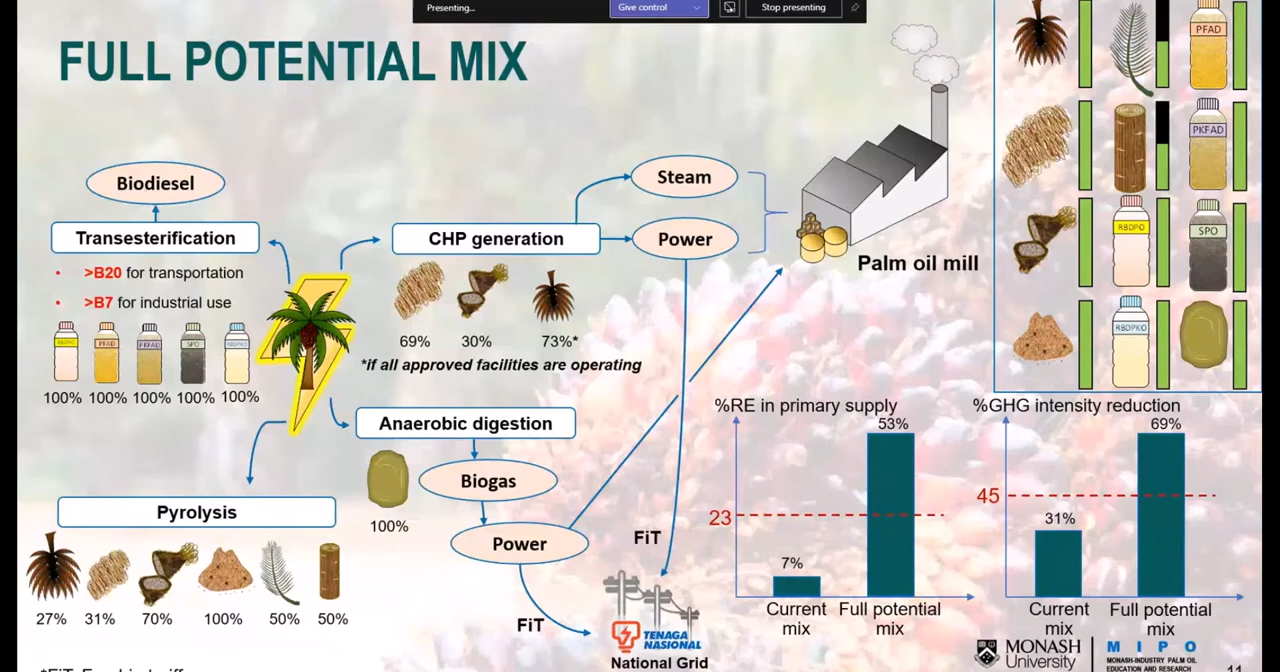 Presenting...
Give control
Stop presenting
FULL POTENTIAL MIX
Biodiesel
Transesterification
• >B20 for transportation
• >B7 for industrial use
RBDPO
PFAD
PKFAD
SPO
RBDPKO
100% 100% 100% 100% 100%
CHP generation
69% 30% 73%*
*if all approved facilities are operating
Steam
Power
Palm oil mill
Anaerobic digestion
Biogas
100%
Power
FiT
FiT
TENAGA
NASIONAL
National Grid
Pyrolysis
27% 31% 70% 100% 50% 50%
PFAD
PKFAD
RBDPO
SPO
RBDPKO
%RE in primary supply
53%
23
7%
Current
mix
Full potential
mix
%GHG intensity reduction
69%
45
31%
Current
mix
Full potential
mix
MONASH
University
M I P O
MONASH-INDUSTRY PALM OIL
EDUCATION AND RESEARCH
11